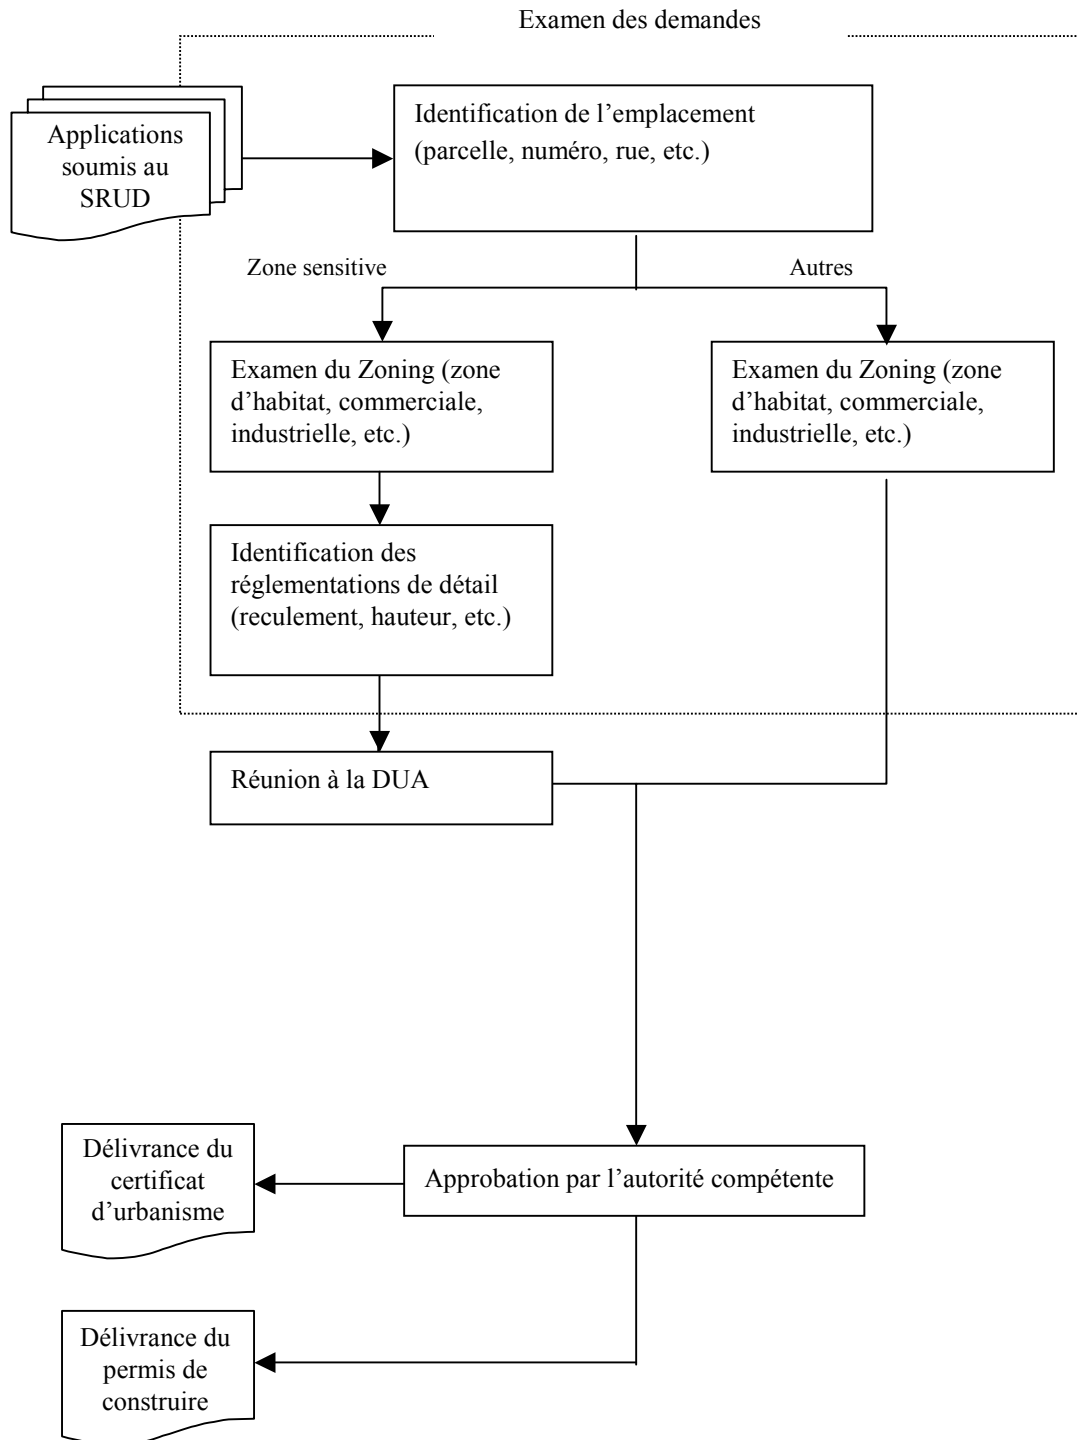 Examen des demandes
Applications
soumis au
SRUD
Identification de l’emplacement
(parcelle, numéro, rue, etc.)
Zone sensitive
Autres
Examen du Zoning (zone
d’habitat, commerciale,
industrielle, etc.)
Examen du Zoning (zone
d’habitat, commerciale,
industrielle, etc.)
Identification des
réglementations de détail
(reculement, hauteur, etc.)
Réunion à la DUA
Approbation par l’autorité compétente
Délivrance du
certificat
d’urbanisme
Délivrance du
permis de
construire